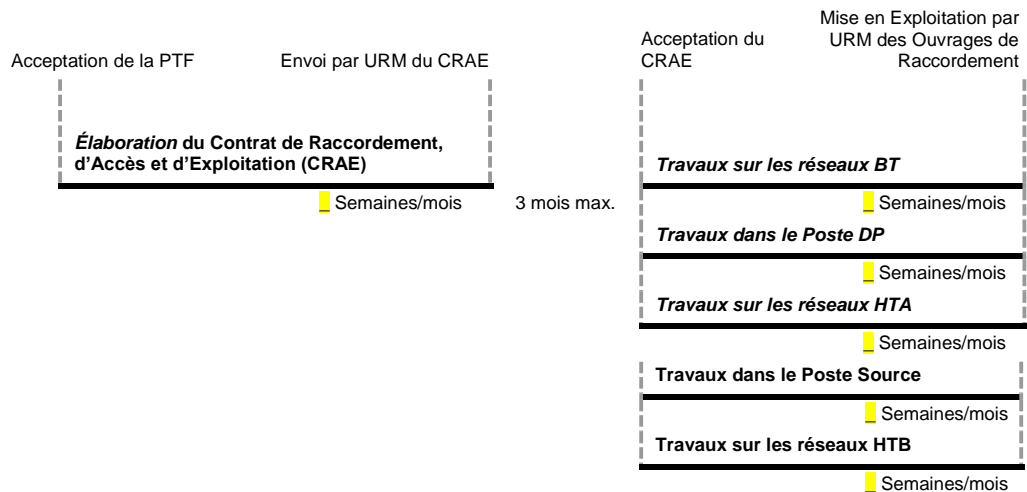 Acceptation de la PTF
Envoi par URM du CRAE
Acceptation du
CRAE
Mise en Exploitation par
URM des Ouvrages de
Raccordement
Élaboration du Contrat de Raccordement,
d'Accès et d'Exploitation (CRAE)
_ Semaines/mois
3 mois max.
Travaux sur les réseaux BT
_ Semaines/mois
Travaux dans le Poste DP
_ Semaines/mois
Travaux sur les réseaux HTA
_ Semaines/mois
Travaux dans le Poste Source
_ Semaines/mois
Travaux sur les réseaux HTB
_ Semaines/mois